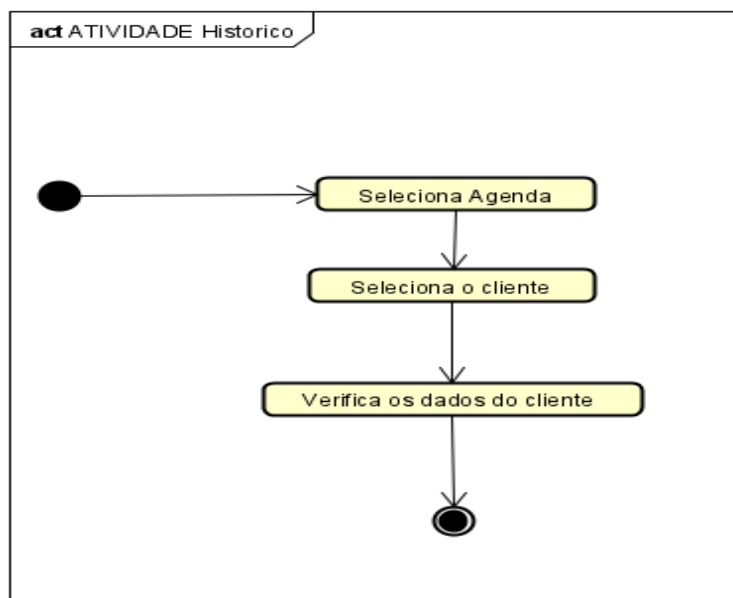 act ATIVIDADE Historico
Seleciona Agenda
Seleciona o cliente
Verifica os dados do cliente